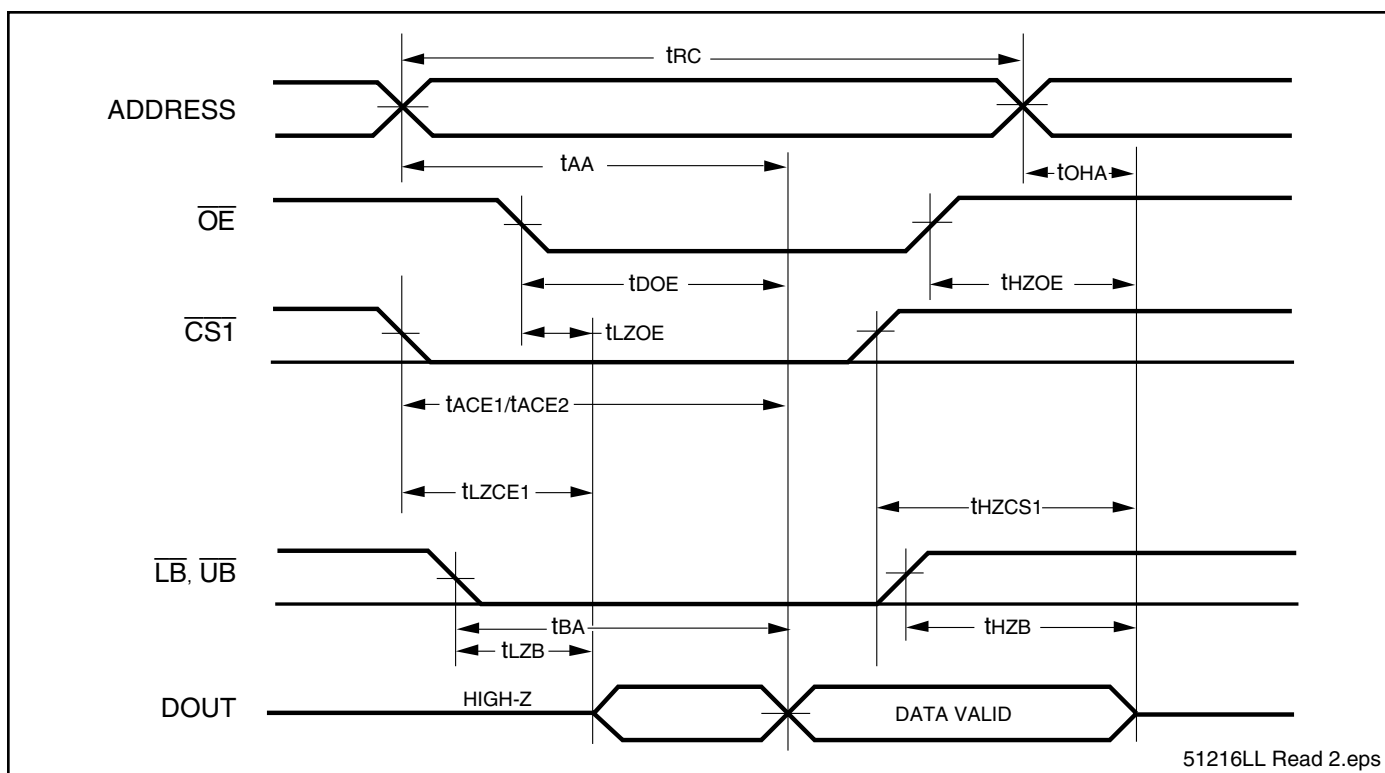 tRC
ADDRESS
tAA
tOHA
OE
tDOE
tHZOE
CS1
tLZOE
tACE1/tACE2
tLZCE1
tHZCS1
LB, UB
tBA
tHZB
tLZB
HIGH-Z
DOUT
DATA VALID
51216LL Read 2.eps